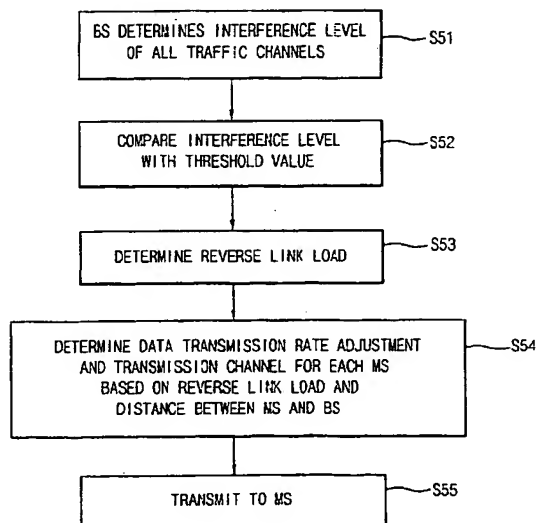 BS DETERMINES INTERFERENCE LEVEL
OF ALL TRAFFIC CHANNELS
S51
COMPARE INTERFERENCE LEVEL
WITH THRESHOLD VALUE
S52
DETERMINE REVERSE LINK LOAD
S53
DETERMINE DATA TRANSMISSION RATE ADJUSTMENT
AND TRANSMISSION CHANNEL FOR EACH MS
BASED ON REVERSE LINK LOAD AND
DISTANCE BETWEEN MS AND BS
S54
TRANSMIT TO MS
S55